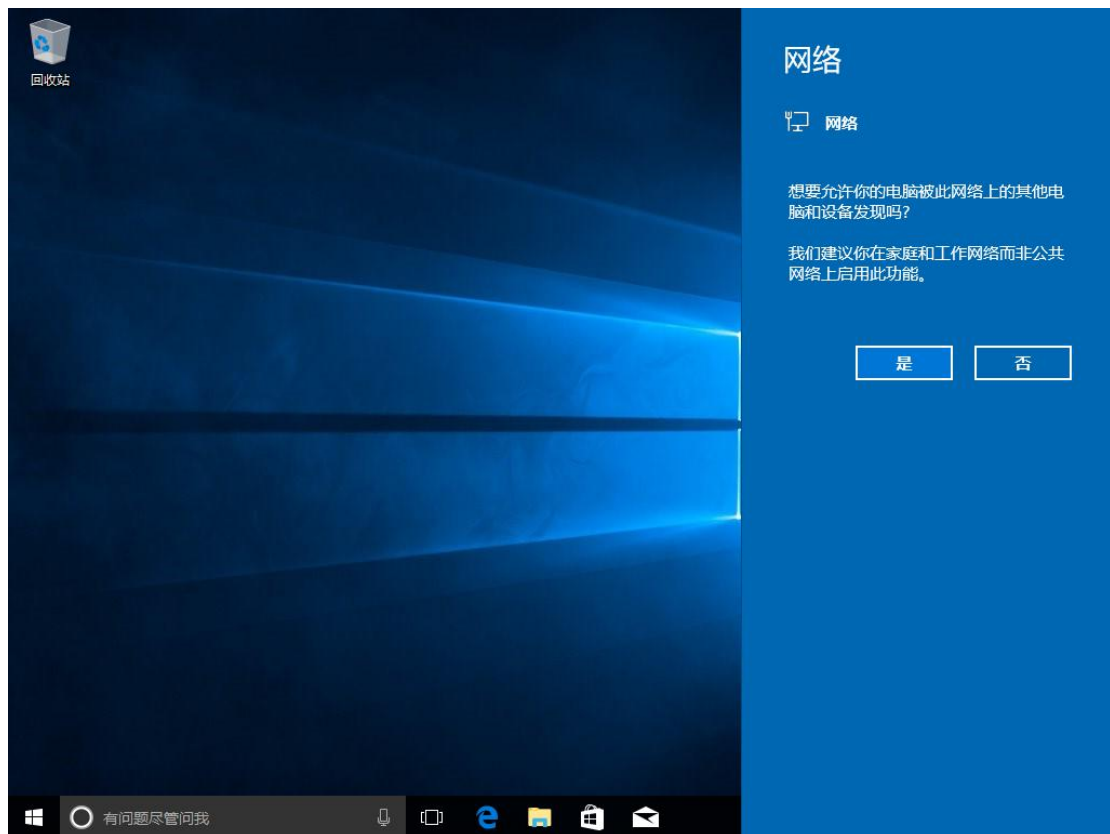 回收站
网络
网络
想要允许你的电脑被此网络上的其他电
脑和设备发现吗?
我们建议你在家庭和工作网络而非公共
网络上启用此功能。
是
否
有问题尽管问我